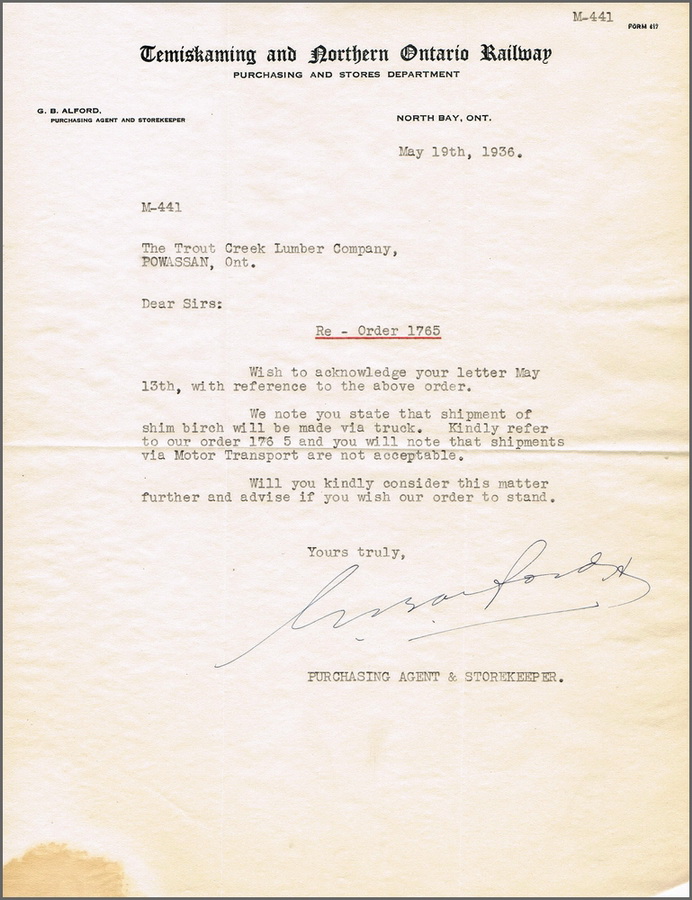 M-441
FORM 417
Temiskaming and Northern Ontario Railway
PURCHASING AND STORES DEPARTMENT
G. B. ALFORD,
PURCHASING AGENT AND STOREKEEPER
NORTH BAY, ONT.
May 19th, 1936.
M-441
The Trout Creek Lumber Company,
POWASSAN, Ont.
Dear Sirs:
Re - Order 1765
Wish to acknowledge your letter May
13th, with reference to the above order.
We note you state that shipment of
shim birch will be made via truck. Kindly refer
to our order 176 5 and you will note that shipments
via Motor Transport are not acceptable.
Will you kindly consider this matter
further and advise if you wish our order to stand.
Yours truly,
PURCHASING AGENT & STOREKEEPER.